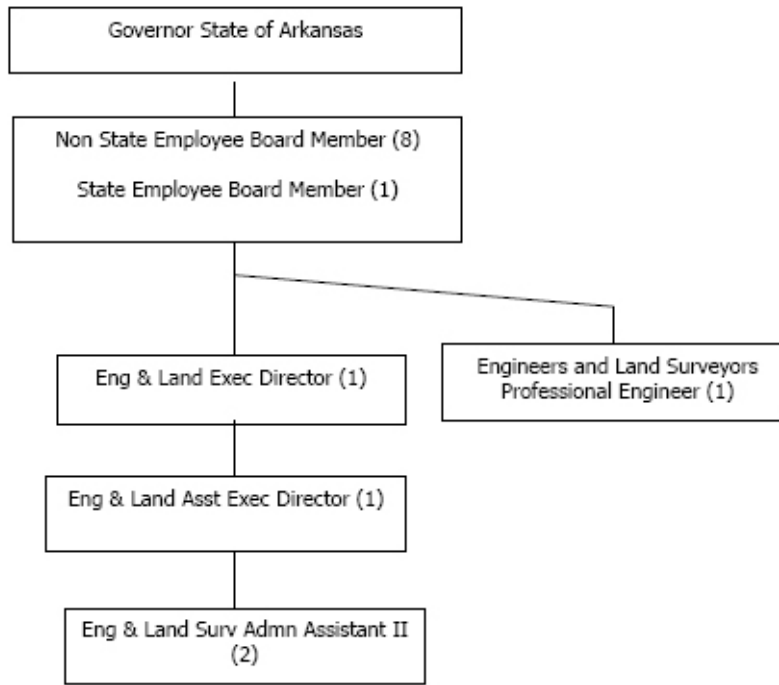 Governor State of Arkansas
Non State Employee Board Member (8)
State Employee Board Member (1)
Eng & Land Exec Director (1)
Engineers and Land Surveyors
Professional Engineer (1)
Eng & Land Asst Exec Director (1)
Eng & Land Surv Admn Assistant II
(2)